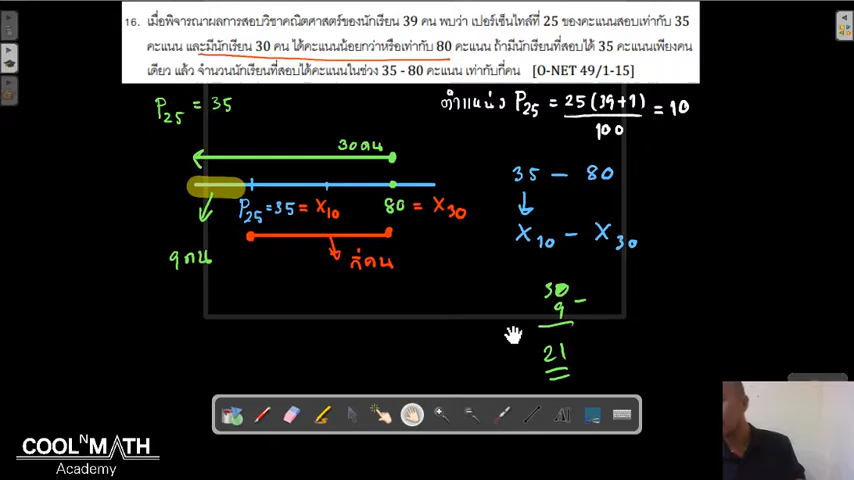 16. เมื่อพิจารณาผลการสอบวิชาคณิตศาสตร์ของนักเรียน 39 คน พบว่า เปอร์เซ็นไทล์ที่ 25 ของคะแนนสอบเท่ากับ 35
คะแนน และมีนักเรียน 30 คน ได้คะแนนน้อยกว่าหรือเท่ากับ 80 คะแนน ถ้ามีนักเรียนที่สอบได้ 35 คะแนนเพียงคน
เดียว แล้ว จำนวนนักเรียนที่สอบได้คะแนนในช่วง 35 - 80 คะแนน เท่ากับกี่คน [O-NET 49/1-15]
P25 = 35
ตำแหน่ง P25 = 25(39+1)/100 = 10
30 คน
35 – 80
P25 = 35 = X10
80 = X30
X10 – X30
9 คน
กี่คน
30 –
9
21
AI
COOL N MATH
Academy